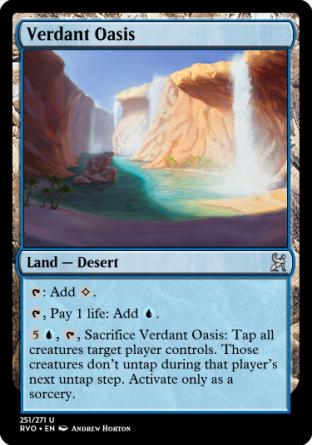 Verdant Oasis
Land — Desert
: Add .
, Pay 1 life: Add .
5 , , Sacrifice Verdant Oasis: Tap all
creatures target player controls. Those
creatures don't untap during that player's
next untap step. Activate only as a
sorcery.
251/271 U
RVO • EN Andrew Horton